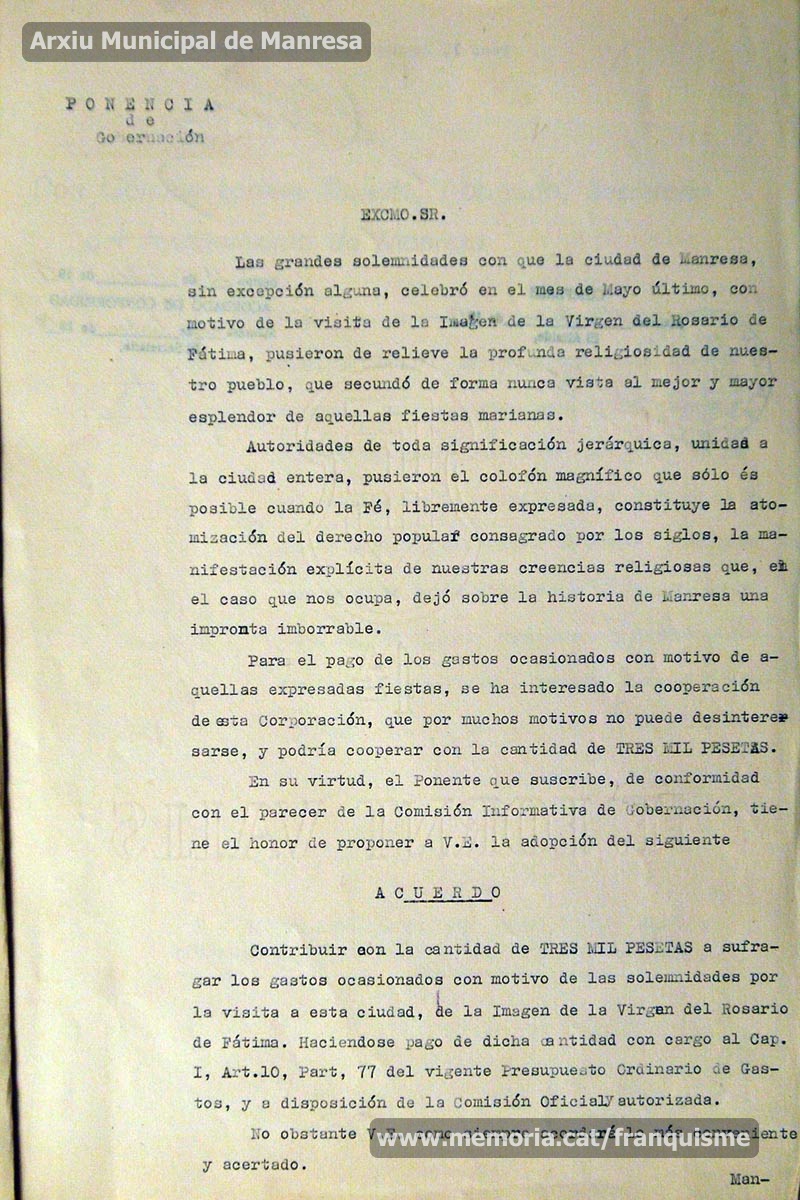 Arxiu Municipal de Manresa
P O N E N C I A
d e
Gobernación
EXCMO.SR.
Las grandes solemnidades con que la ciudad de Manresa,
sin excepción alguna, celebró en el mes de Mayo último, con
motivo de la visita de la Imagen de la Virgen del Rosario de
Fátima, pusieron de relieve la profunda religiosidad de nues-
tro pueblo, que secundó de forma nunca vista al mejor y mayor
esplendor de aquellas fiestas marianas.
Autoridades de toda significación jerárquica, unidad a
la ciudad entera, pusieron el colofón magnífico que sólo és
posible cuando la Fé, libremente expresada, constituye la ato-
mización del derecho popular consagrado por los siglos, la ma-
nifestación explícita de nuestras creencias religiosas que, en
el caso que nos ocupa, dejó sobre la historia de Manresa una
impronta imborrable.
Para el pago de los gastos ocasionados con motivo de a-
quellas expresadas fiestas, se ha interesado la cooperación
de esta Corporación, que por muchos motivos no puede desintere-
sarse, y podría cooperar con la cantidad de TRES MIL PESETAS.
En su virtud, el Ponente que suscribe, de conformidad
con el parecer de la Comisión Informativa de Gobernación, tie-
ne el honor de proponer a V.E. la adopción del siguiente
A C U E R D O
Contribuir con la cantidad de TRES MIL PESETAS a sufra-
gar los gastos ocasionados con motivo de las solemnidades por
la visita a esta ciudad, de la Imagen de la Virgen del Rosario
de Fátima. Haciendose pago de dicha cantidad con cargo al Cap.
I, Art.10, Part, 77 del vigente Presupuesto Ordinario de Gas-
tos, y a disposición de la Comisión Oficial y autorizada.
No obstante V.E. como siempre acordará lo más conveniente
y acertado.
www.memoria.cat/franquisme
Man-